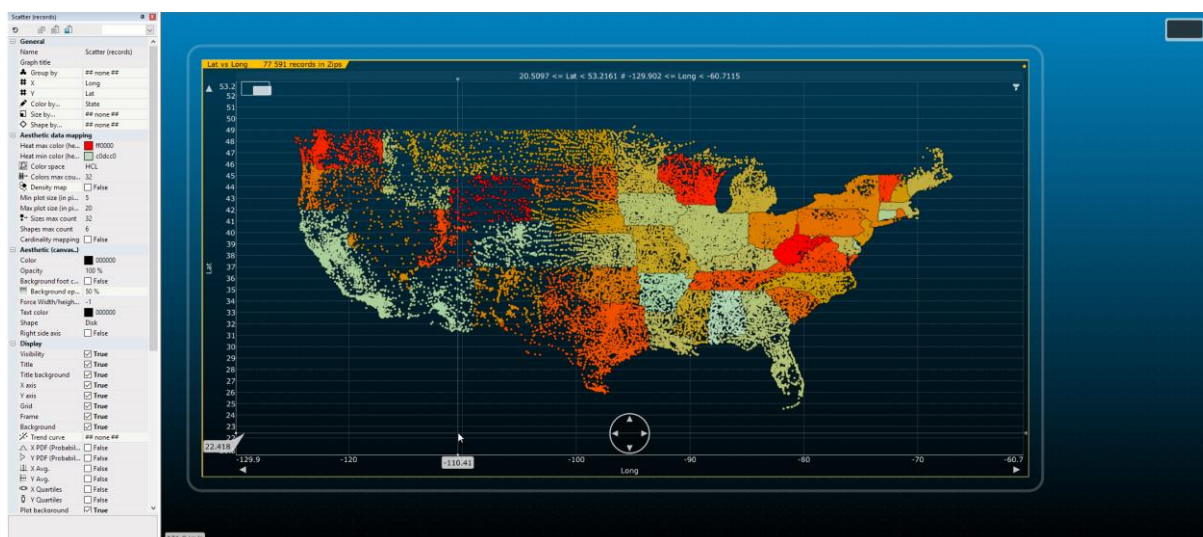 Scatter (records)
General
Name Scatter (records)
Graph title
Group by ## none ##
X Long
Y Lat
Color by... State
Size by... ## none ##
Shape by... ## none ##
Aesthetic data mapping
Heat max color (he... ff0000
Heat min color (he... c0dcc0
Color space HCL
Colors max cou... 32
Density map False
Min plot size (in pi... 5
Max plot size (in pi... 20
Sizes max count 32
Shapes max count 6
Cardinality mapping False
Aesthetic (canvas..)
Color 000000
Opacity 100 %
Background foot c... False
Background op... 50 %
Force Width/heigh... -1
Text color 000000
Shape Disk
Right side axis False
Display
Visibility True
Title True
Title background True
X axis True
Y axis True
Grid True
Frame True
Background True
Trend curve ## none ##
X PDF (Probabil... False
Y PDF (Probabil... False
X Avg. False
Y Avg. False
X Quartiles False
Y Quartiles False
Plot background True
Lat vs Long 77 591 records in Zips
20.5097 <= Lat < 53.2161 # -129.902 <= Long < -60.7115
53.2
52
51
50
49
48
47
46
45
44
43
42
41
40
39
38
37
36
35
34
33
32
31
30
29
28
27
26
25
24
23
22.418
Lat
-129.9 -120 -110.41 -100 -90 -80 -70 -60.7
Long